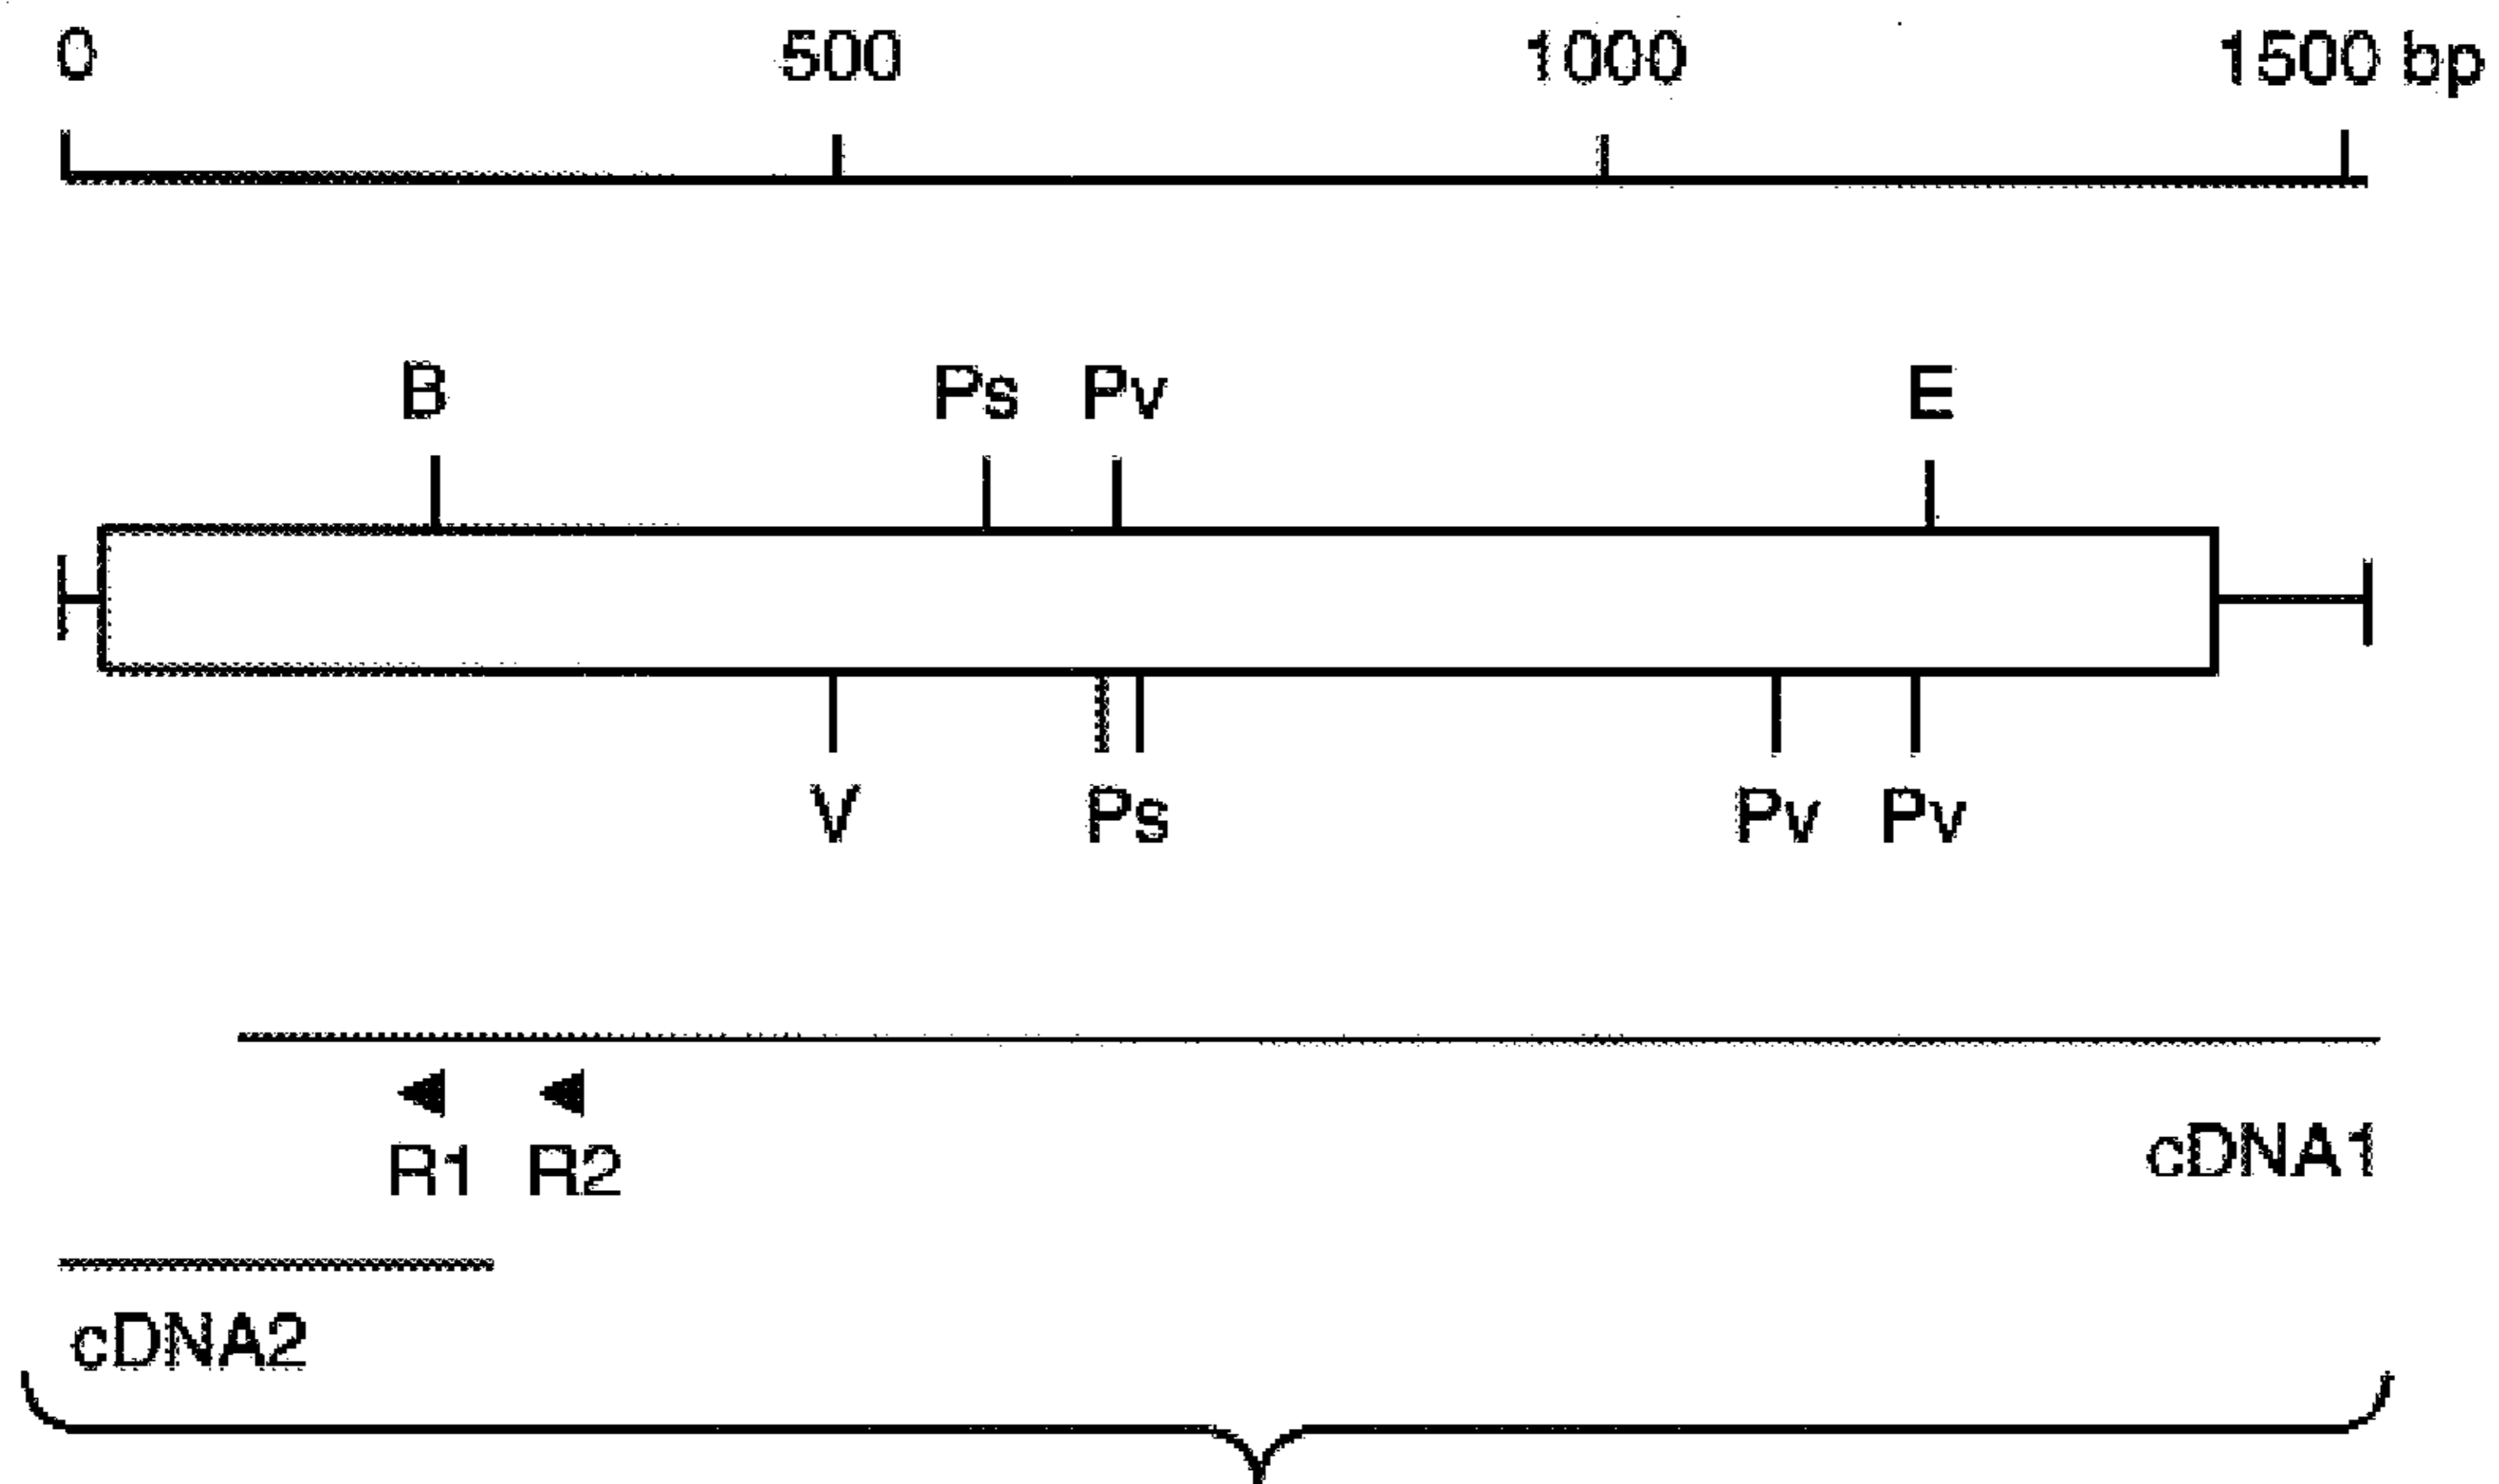 0 500 1000 1500 bp
B Ps Pv E
V Ps Pv Pv
R1 R2
cDNA1
cDNA2